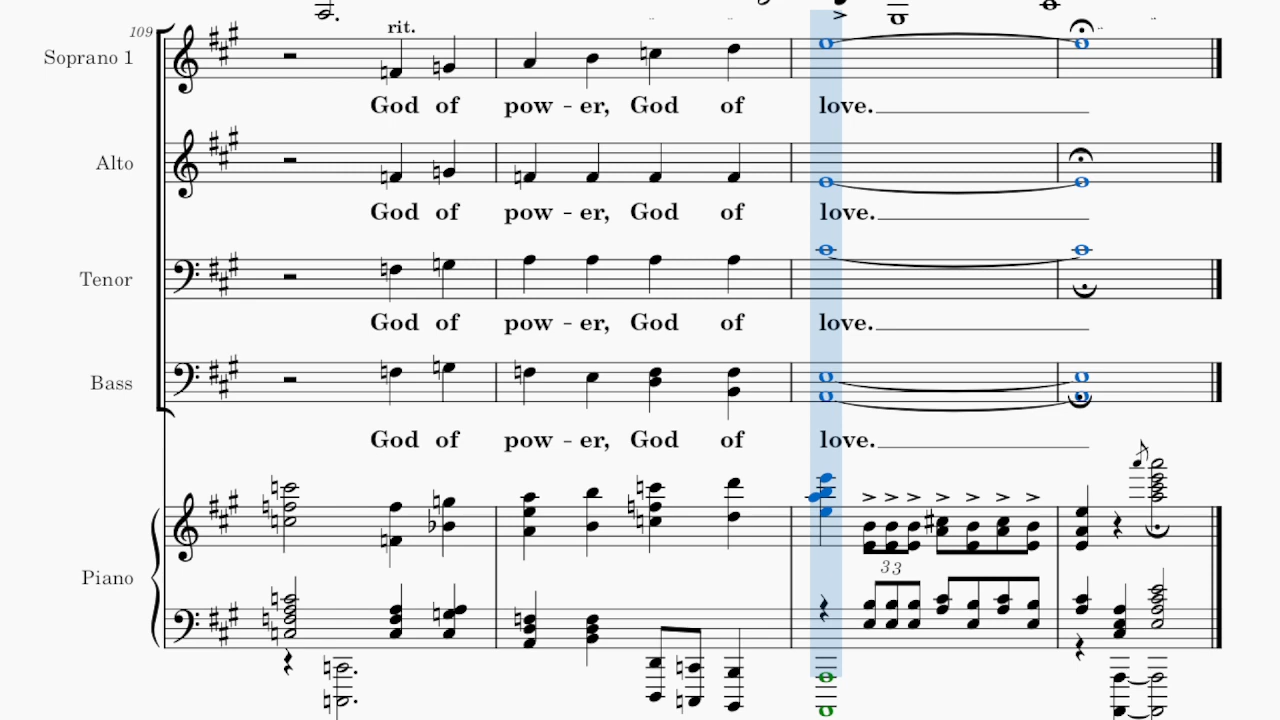 109
rit.
Soprano 1
God of pow - er, God of love.
Alto
God of pow - er, God of love.
Tenor
God of pow - er, God of love.
Bass
God of pow - er, God of love.
3 3
Piano